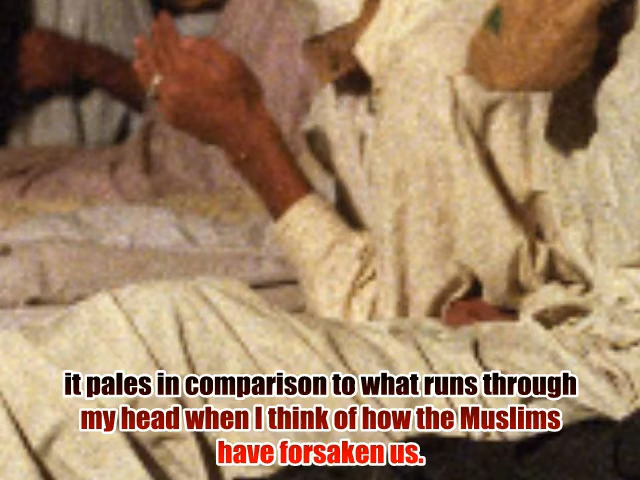 it pales in comparison to what runs through
my head when I think of how the Muslims
have forsaken us.